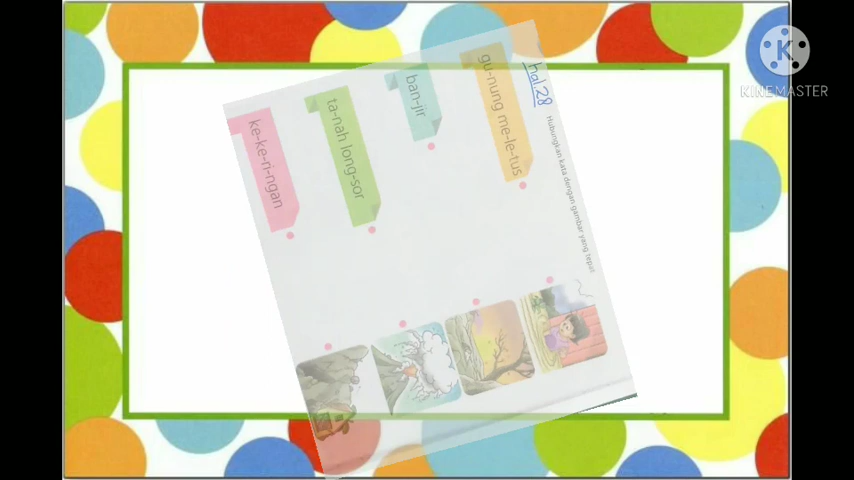 hal.28
Hubungkan kata dengan gambar yang tepat
gu-nung me-le-tus
ban-jir
ta-nah long-sor
ke-ke-ri-ngan
KINEMASTER